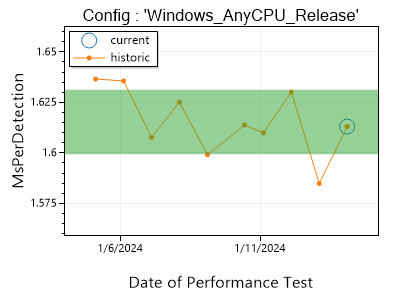 Config : 'Windows_AnyCPU_Release'
current
historic
1.65
1.625
1.6
1.575
MsPerDetection
1/6/2024
1/11/2024
Date of Performance Test